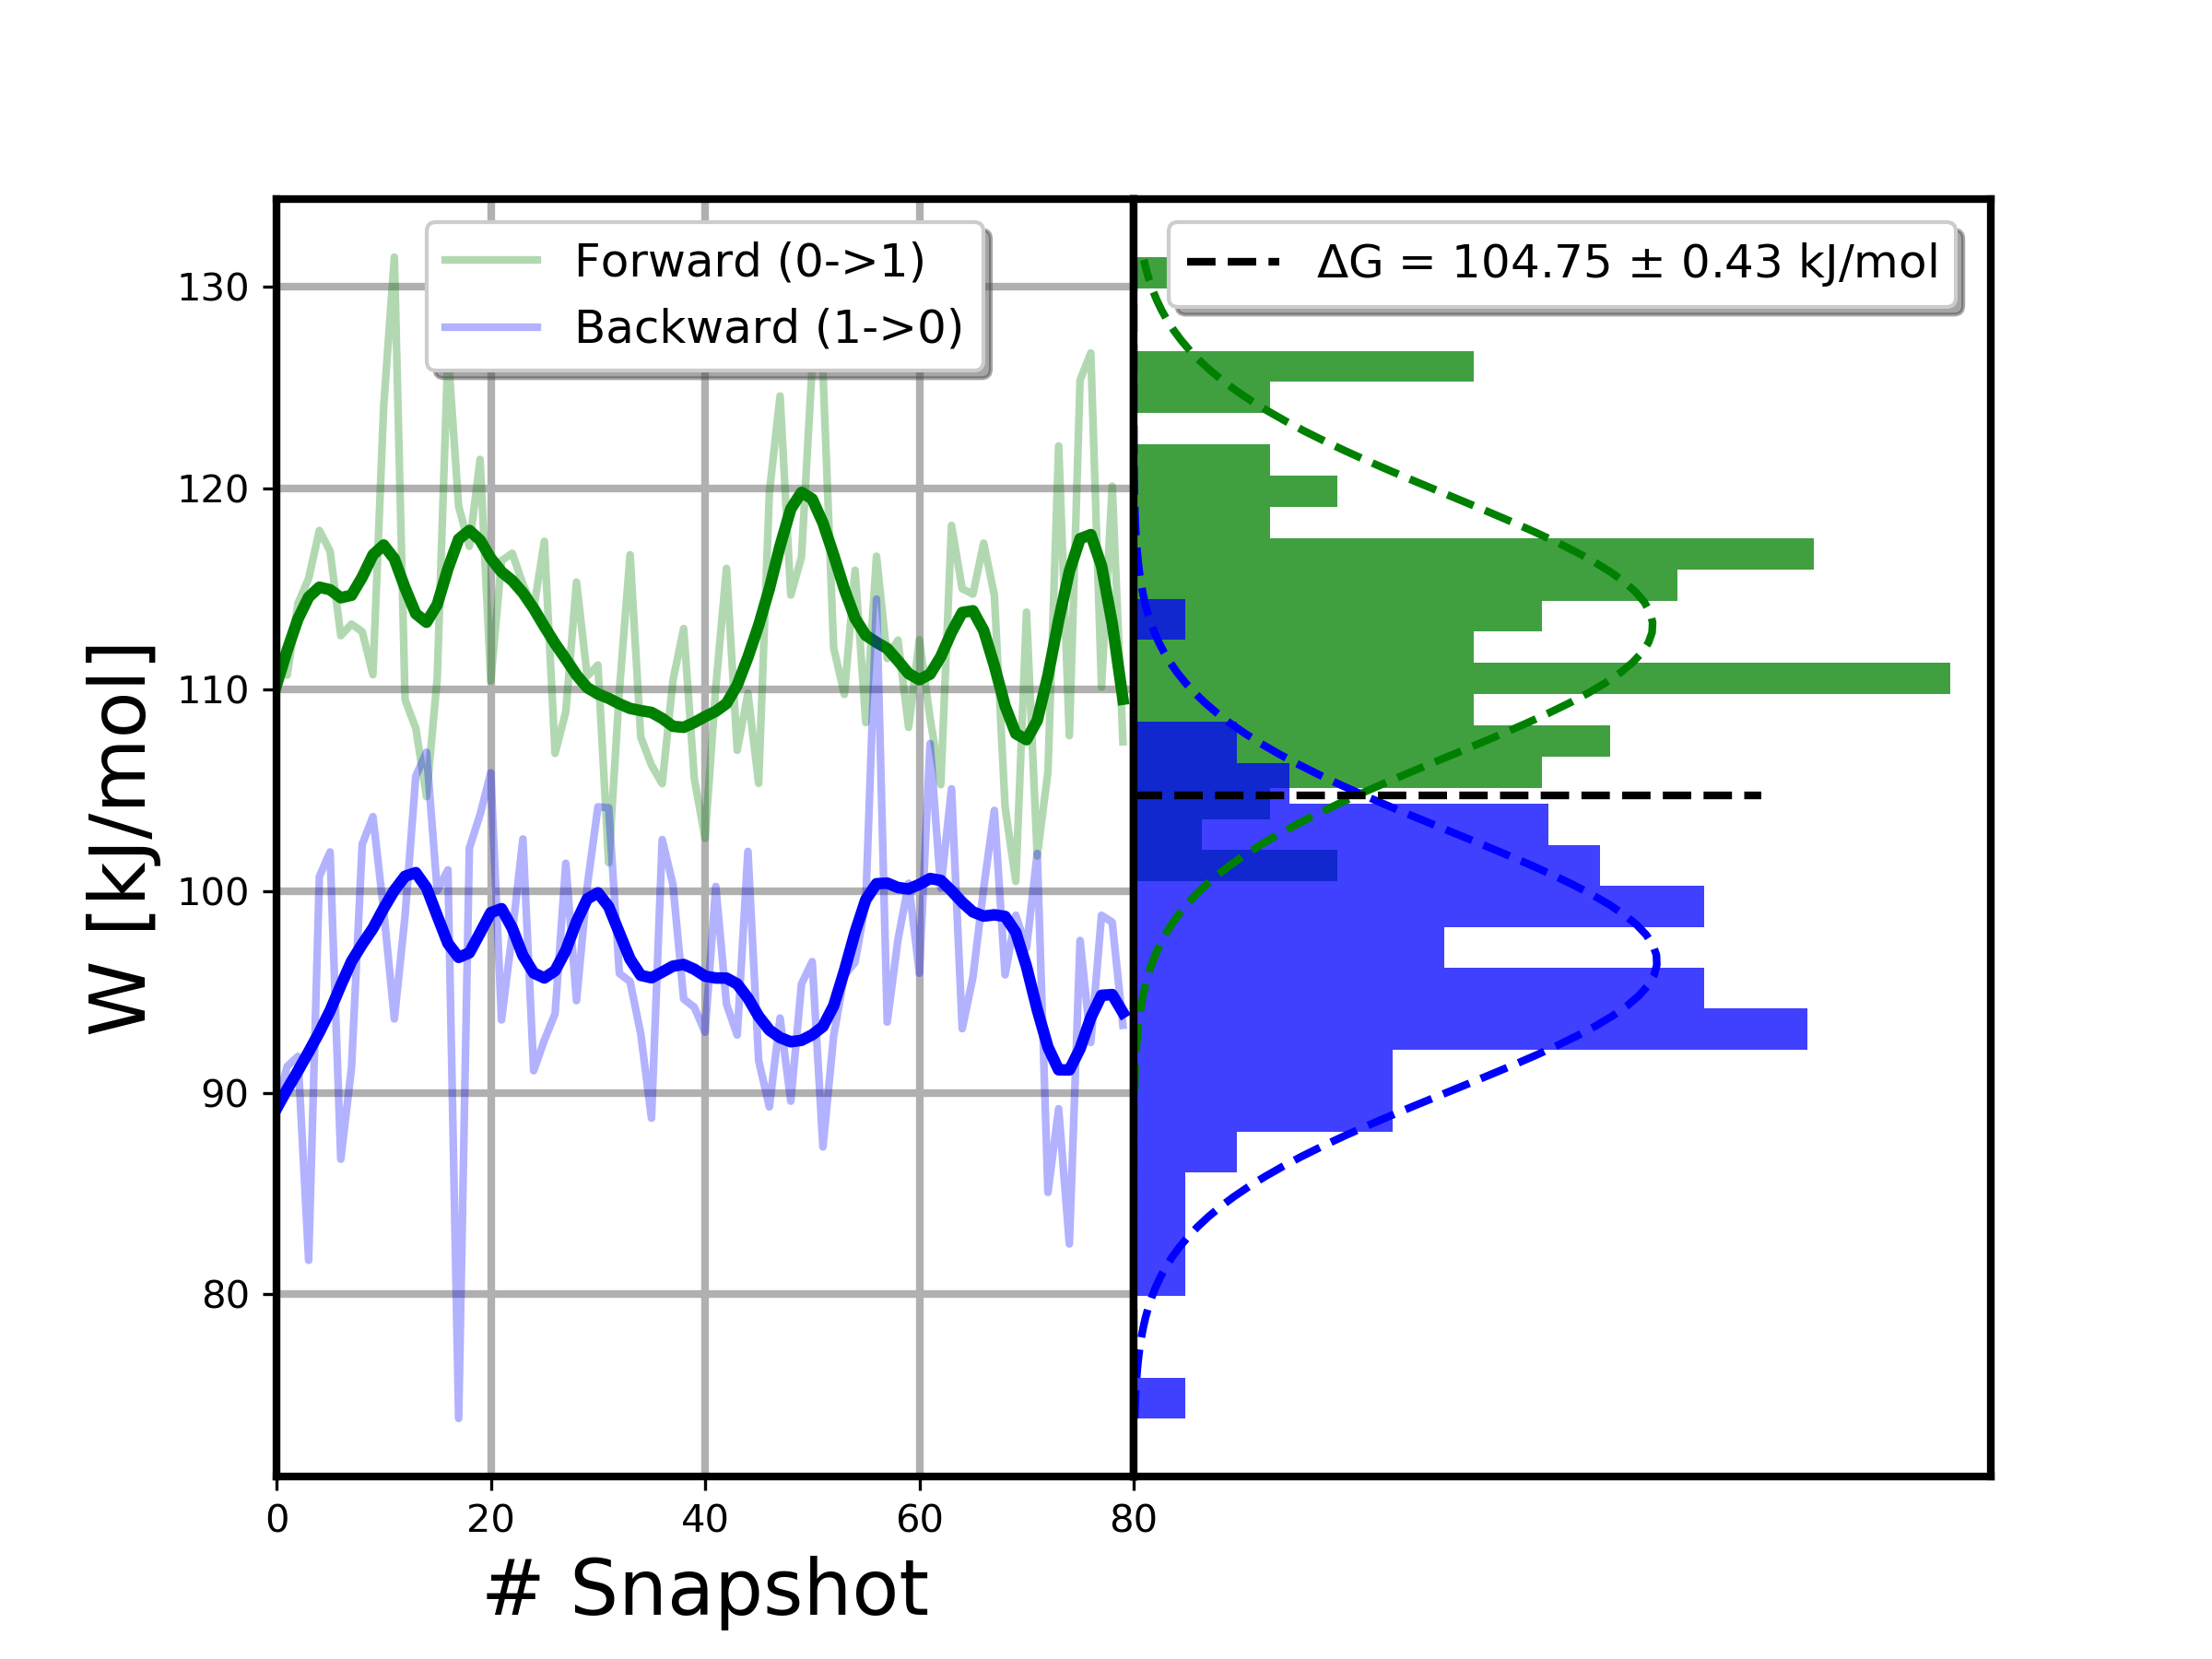 Forward (0->1)
Backward (1->0)
ΔG = 104.75 ± 0.43 kJ/mol
W [kJ/mol]
130
120
110
100
90
80
0 20 40 60 80
# Snapshot